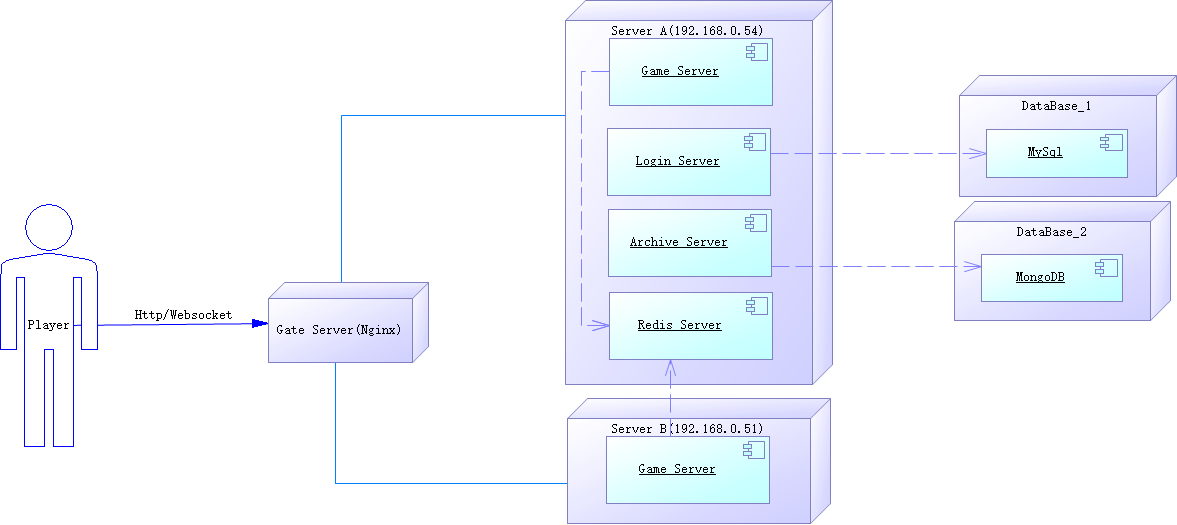 Server A(192.168.0.54)
Game Server
Login Server
Archive Server
Redis Server
DataBase_1
MySql
DataBase_2
MongoDB
Player
Http/Websocket
Gate Server(Nginx)
Server B(192.168.0.51)
Game Server